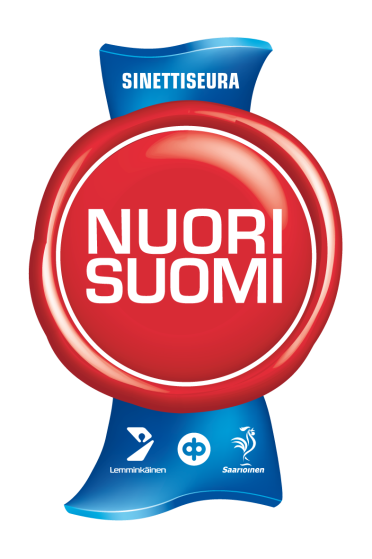 SINETTISEURA
NUORI
SUOMI
Lemminkäinen
Saarioinen